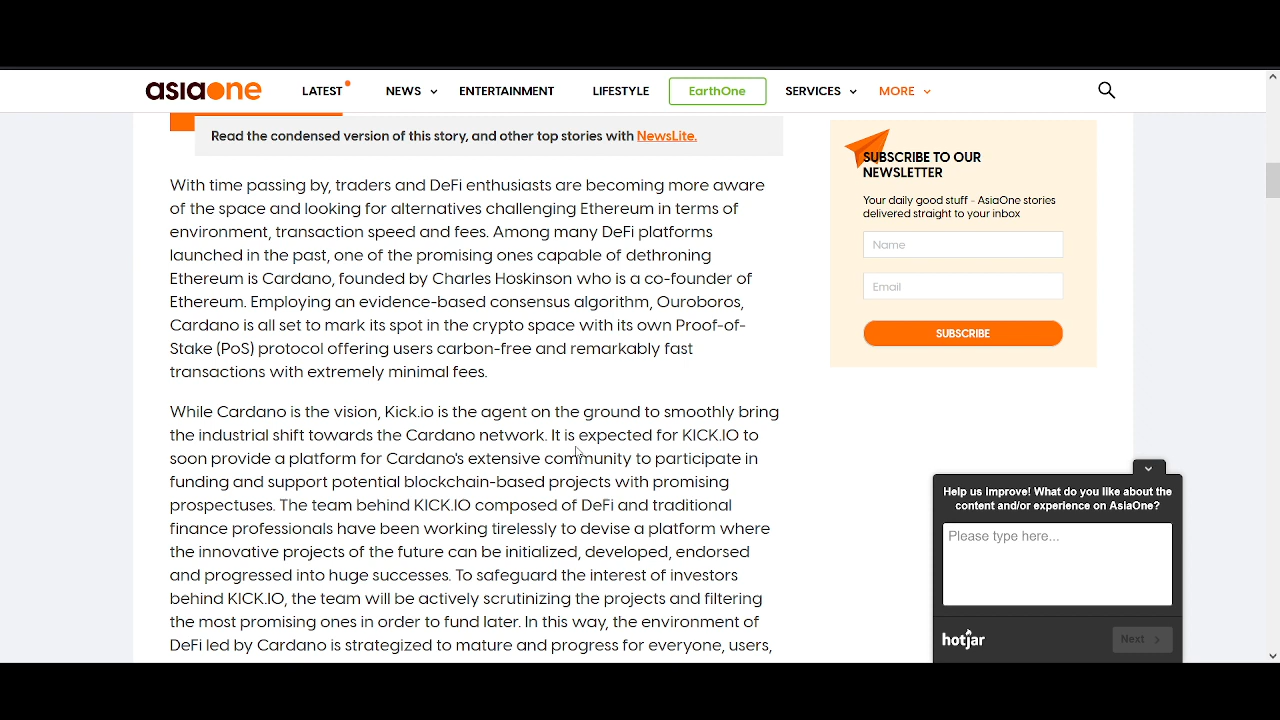 asiaone
LATEST
NEWS
ENTERTAINMENT
LIFESTYLE
EarthOne
SERVICES
MORE
Read the condensed version of this story, and other top stories with NewsLite.
With time passing by, traders and DeFi enthusiasts are becoming more aware
of the space and looking for alternatives challenging Ethereum in terms of
environment, transaction speed and fees. Among many DeFi platforms
launched in the past, one of the promising ones capable of dethroning
Ethereum is Cardano, founded by Charles Hoskinson who is a co-founder of
Ethereum. Employing an evidence-based consensus algorithm, Ouroboros,
Cardano is all set to mark its spot in the crypto space with its own Proof-of-
Stake (PoS) protocol offering users carbon-free and remarkably fast
transactions with extremely minimal fees.
While Cardano is the vision, Kick.io is the agent on the ground to smoothly bring
the industrial shift towards the Cardano network. It is expected for KICK.IO to
soon provide a platform for Cardano's extensive community to participate in
funding and support potential blockchain-based projects with promising
prospectuses. The team behind KICK.IO composed of DeFi and traditional
finance professionals have been working tirelessly to devise a platform where
the innovative projects of the future can be initialized, developed, endorsed
and progressed into huge successes. To safeguard the interest of investors
behind KICK.IO, the team will be actively scrutinizing the projects and filtering
the most promising ones in order to fund later. In this way, the environment of
DeFi led by Cardano is strategized to mature and progress for everyone, users,
SUBSCRIBE TO OUR
NEWSLETTER
Your daily good stuff - AsiaOne stories
delivered straight to your inbox
Name
Email
SUBSCRIBE
Help us improve! What do you like about the
content and/or experience on AsiaOne?
Please type here...
hotjar
Next